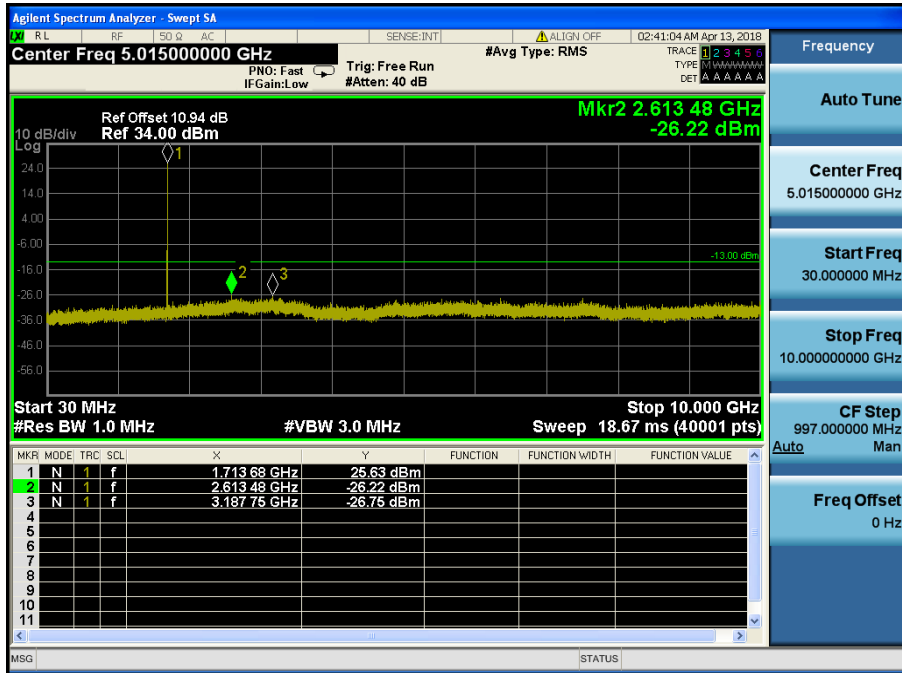 Agilent Spectrum Analyzer - Swept SA
LXI RL RF 50 Ω AC SENSE:INT ALIGN OFF 02:41:04 AM Apr 13, 2018
Center Freq 5.015000000 GHz
PNO: Fast
IFGain:Low
Trig: Free Run
#Atten: 40 dB
#Avg Type: RMS
TRACE 1 2 3 4 5 6
TYPE M WWWWW
DET A A A A A A
Mkr2 2.613 48 GHz
-26.22 dBm
Ref Offset 10.94 dB
10 dB/div Ref 34.00 dBm
Log
1
24.0
14.0
4.00
-6.00
-13.00 dBm
-16.0
2 3
-26.0
-36.0
-46.0
-56.0
Start 30 MHz Stop 10.000 GHz
#Res BW 1.0 MHz #VBW 3.0 MHz Sweep 18.67 ms (40001 pts)
MKR MODE TRC SCL X Y FUNCTION FUNCTION WIDTH FUNCTION VALUE
1 N 1 f 1.713 68 GHz 25.63 dBm
2 N 1 f 2.613 48 GHz -26.22 dBm
3 N 1 f 3.187 75 GHz -26.75 dBm
4
5
6
7
8
9
10
11
MSG STATUS
Frequency
Auto Tune
Center Freq
5.015000000 GHz
Start Freq
30.000000 MHz
Stop Freq
10.000000000 GHz
CF Step
997.000000 MHz
Auto Man
Freq Offset
0 Hz